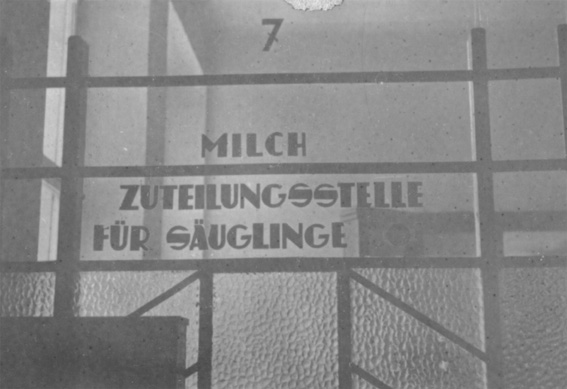 7
MILCH
ZUTEILUNGSSTELLE
FÜR SÄUGLINGE